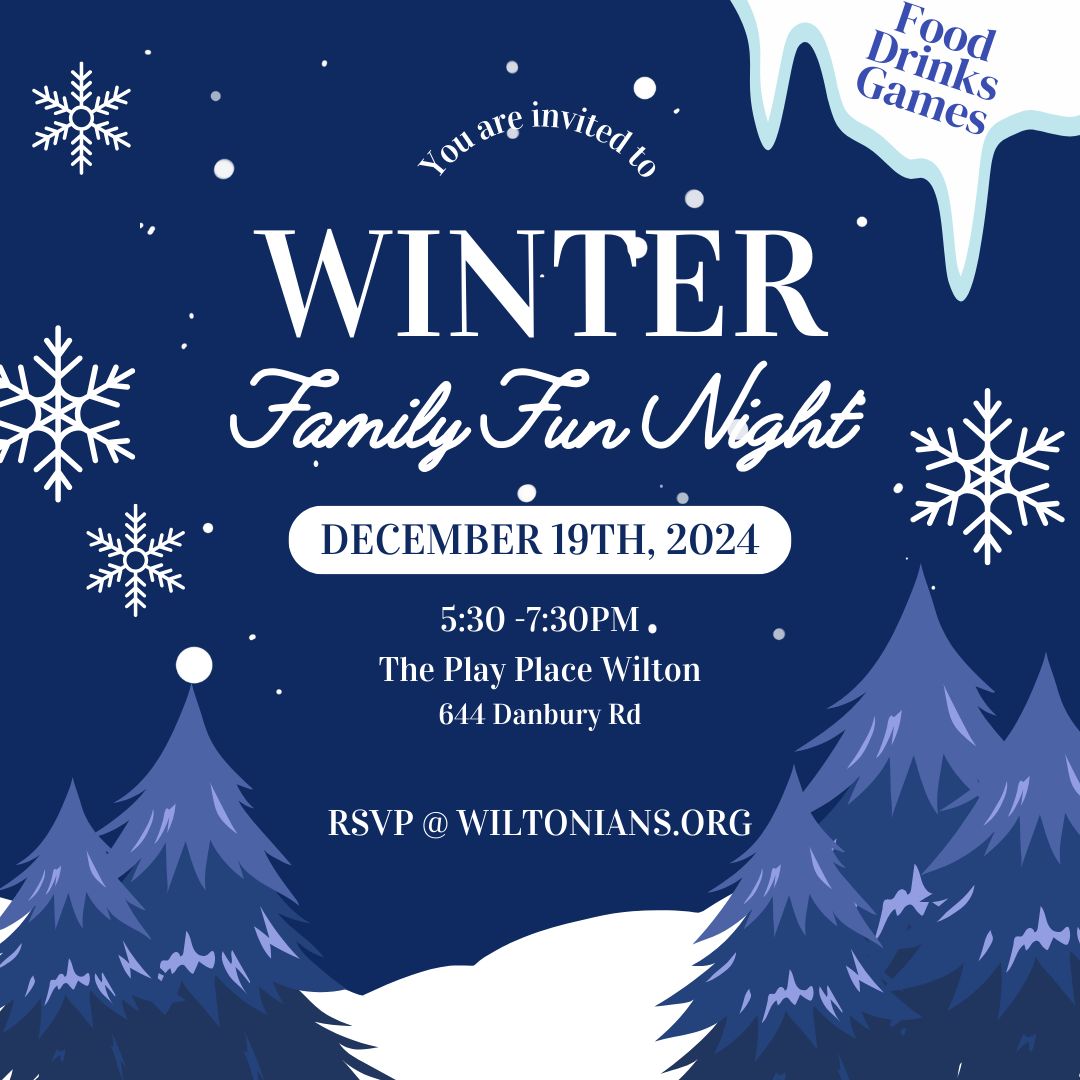 Food
Drinks
Games
You are invited to
WINTER
Family Fun Night
DECEMBER 19TH, 2024
5:30 -7:30PM
The Play Place Wilton
644 Danbury Rd
RSVP @ WILTONIANS.ORG